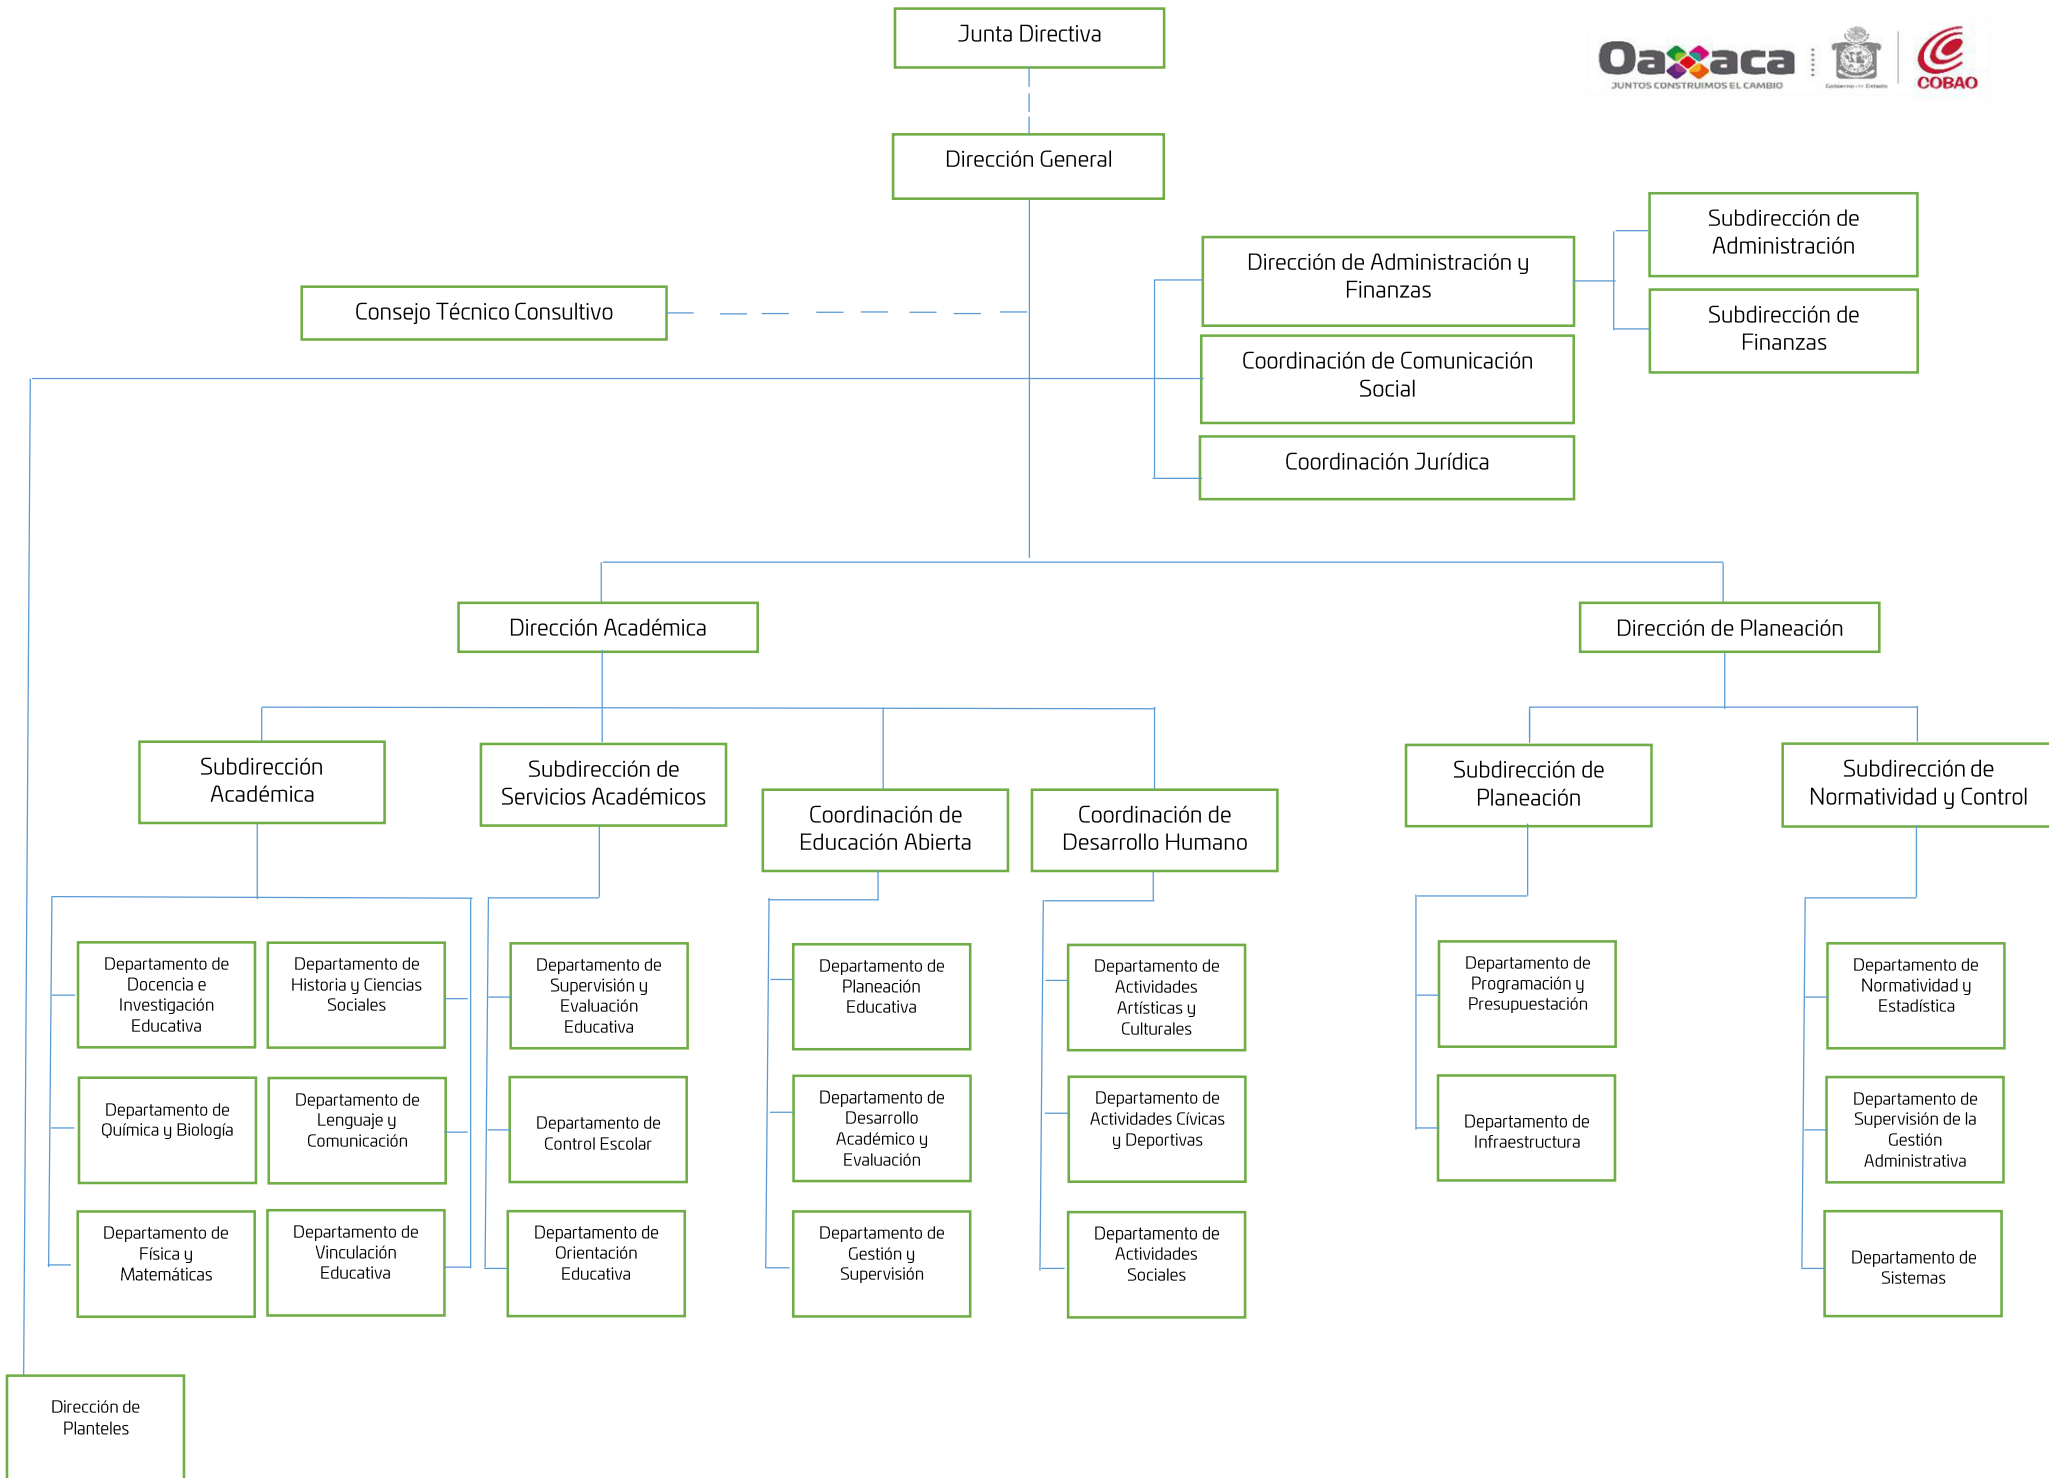 Junta Directiva
Oaxaca
JUNTOS CONSTRUIMOS EL CAMBIO
Gobierno del Estado
COBAO
Dirección General
Subdirección de
Administración
Dirección de Administración y
Finanzas
Consejo Técnico Consultivo
Subdirección de
Finanzas
Coordinación de Comunicación
Social
Coordinación Jurídica
Dirección Académica
Dirección de Planeación
Subdirección
Académica
Subdirección de
Servicios Académicos
Coordinación de
Educación Abierta
Coordinación de
Desarrollo Humano
Subdirección de
Planeación
Subdirección de
Normatividad y Control
Departamento de
Docencia e
Investigación
Educativa
Departamento de
Historia y Ciencias
Sociales
Departamento de
Supervisión y
Evaluación
Educativa
Departamento de
Planeación
Educativa
Departamento de
Actividades
Artísticas y
Culturales
Departamento de
Programación y
Presupuestación
Departamento de
Normatividad y
Estadística
Departamento de
Química y Biología
Departamento de
Lenguaje y
Comunicación
Departamento de
Control Escolar
Departamento de
Desarrollo
Académico y
Evaluación
Departamento de
Actividades Cívicas
y Deportivas
Departamento de
Infraestructura
Departamento de
Supervisión de la
Gestión
Administrativa
Departamento de
Física y
Matemáticas
Departamento de
Vinculación
Educativa
Departamento de
Orientación
Educativa
Departamento de
Gestión y
Supervisión
Departamento de
Actividades
Sociales
Departamento de
Sistemas
Dirección de
Planteles